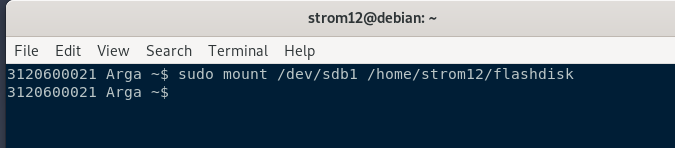 strom12@debian: ~
File Edit View Search Terminal Help
3120600021 Arga ~$ sudo mount /dev/sdb1 /home/strom12/flashdisk
3120600021 Arga ~$